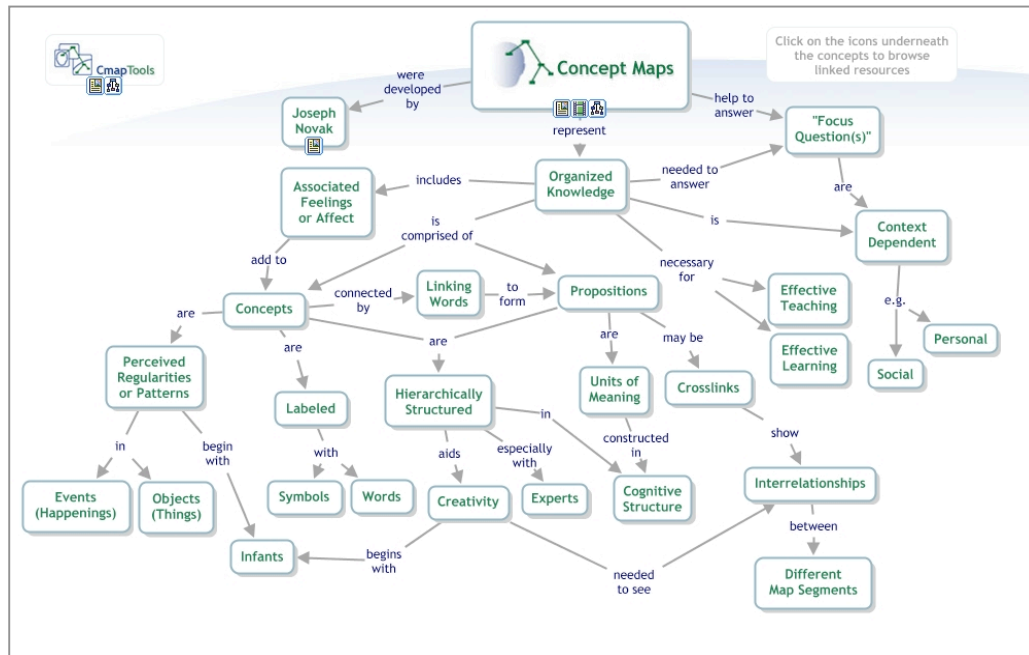 CmapTools
Concept Maps
Click on the icons underneath
the concepts to browse
linked resources
were
developed
by
help to
answer
Joseph
Novak
represent
"Focus
Question(s)"
Associated
Feelings
or Affect
includes
Organized
Knowledge
needed to
answer
are
is
comprised of
is
Context
Dependent
add to
necessary
for
Concepts
connected
by
Linking
Words
to
form
Propositions
Effective
Teaching
e.g.
are
are
are
are
may be
Personal
Perceived
Regularities
or Patterns
Effective
Learning
Social
Labeled
Hierarchically
Structured
Units of
Meaning
Crosslinks
in
in
begin
with
with
aids
especially
with
constructed
in
show
Events
(Happenings)
Objects
(Things)
Symbols
Words
Creativity
Experts
Cognitive
Structure
Interrelationships
Infants
begins
with
needed
to see
between
Different
Map Segments